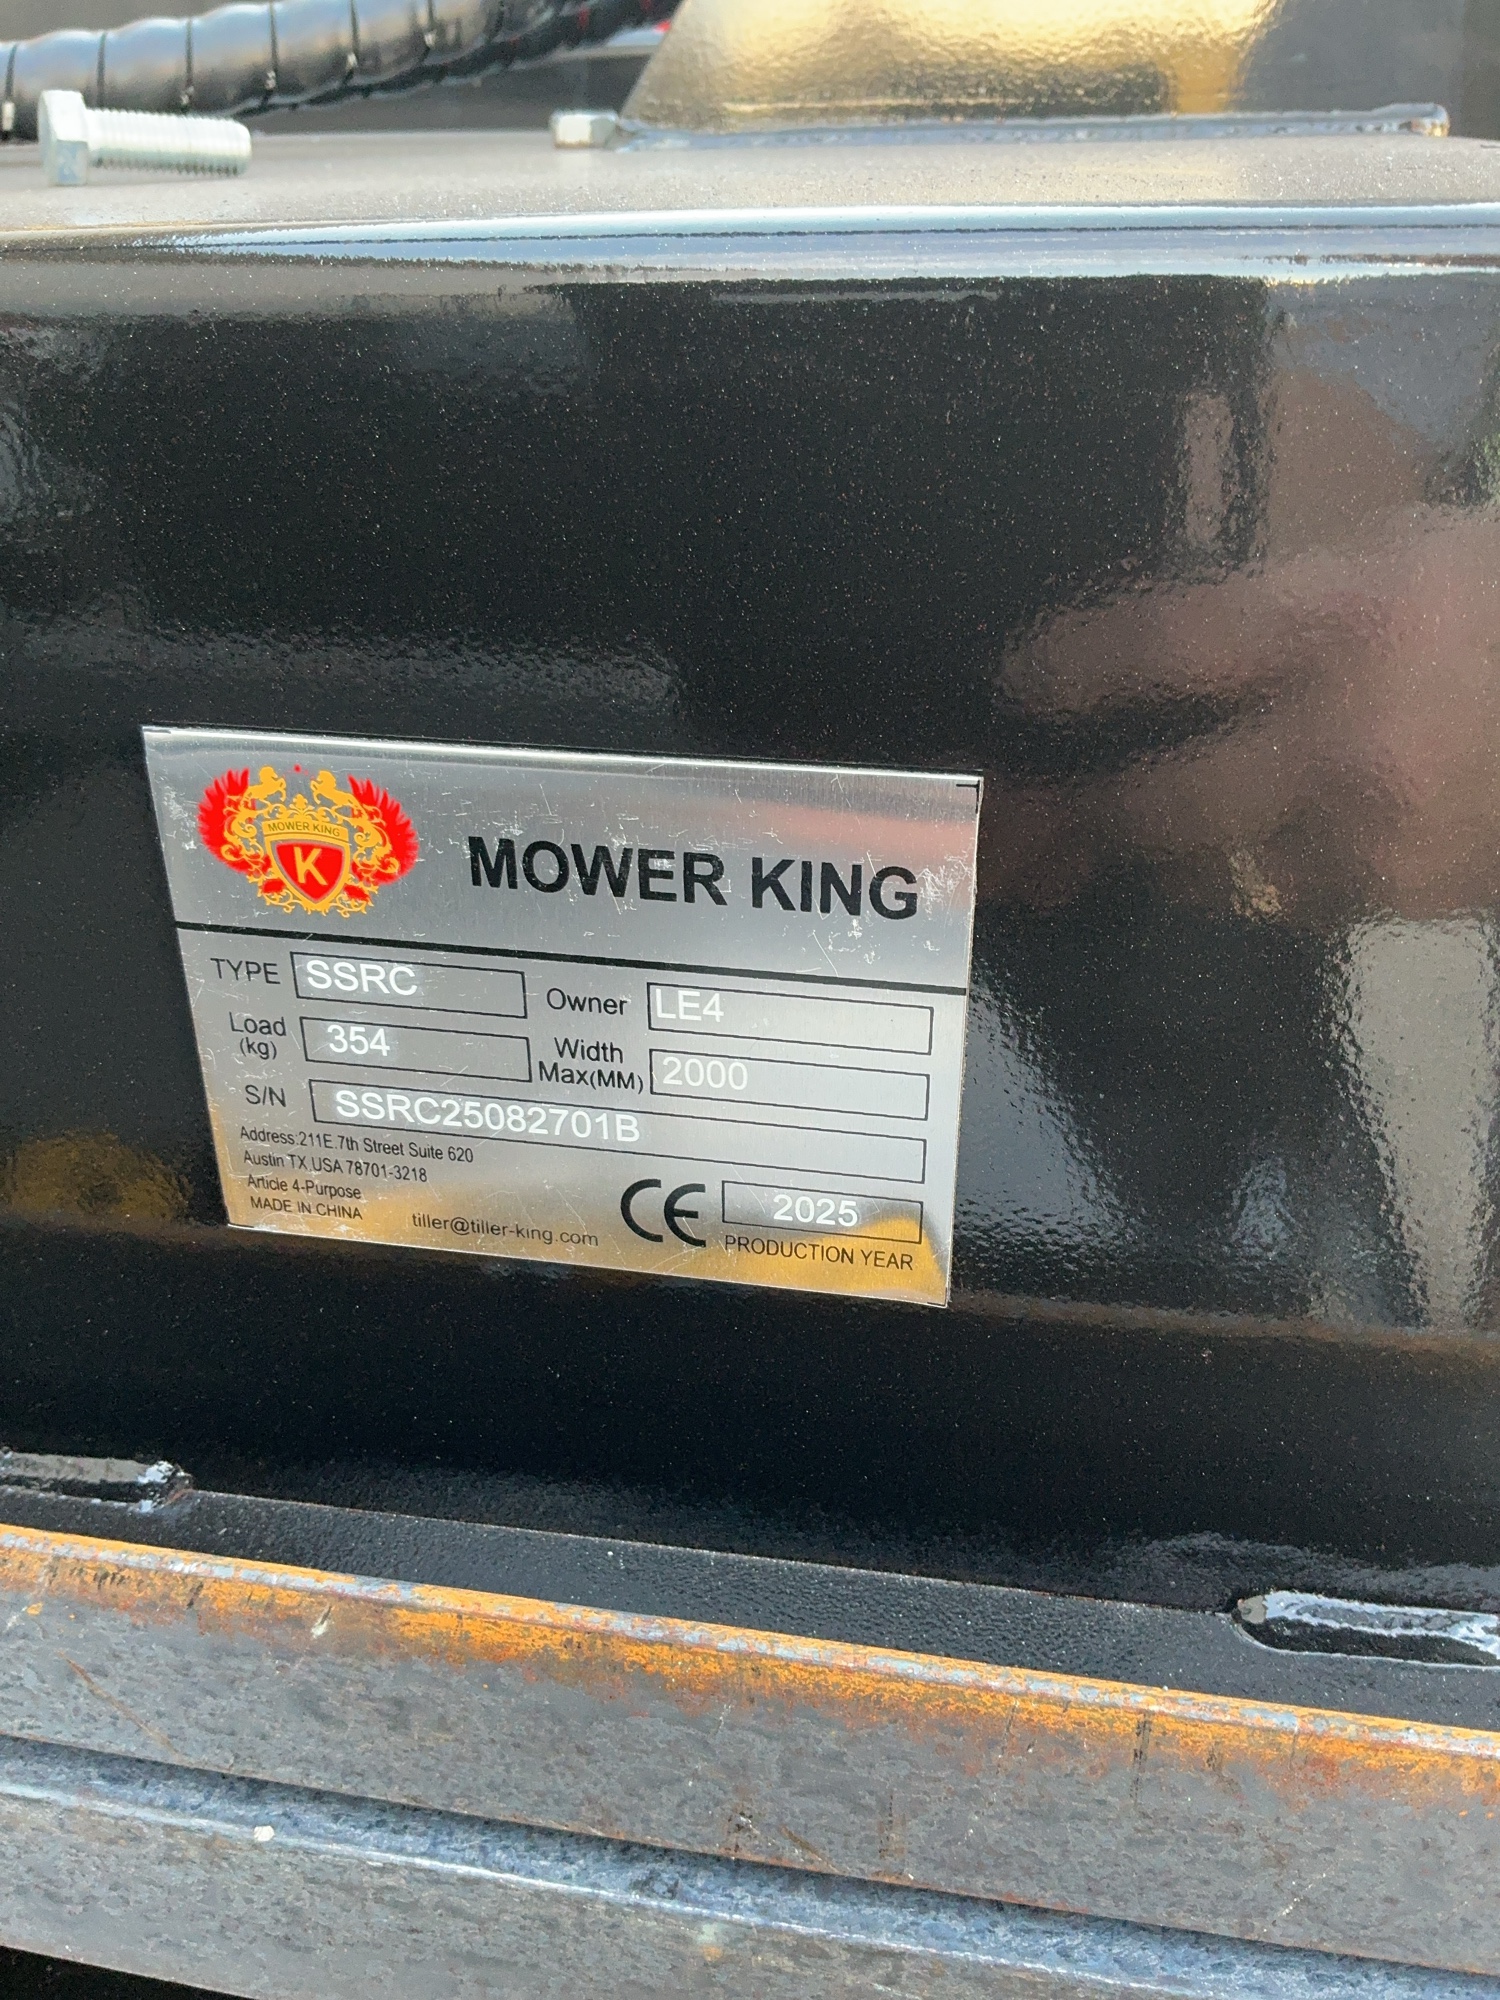 MOWER KING
K
MOWER KING
TYPE SSRC Owner LE4
Load (kg) 354 Width Max(MM) 2000
S/N SSRC25082701B
Address:211E.7th Street Suite 620
Austin TX,USA 78701-3218
Article 4-Purpose
MADE IN CHINA
tiller@tiller-king.com
CE
2025
PRODUCTION YEAR